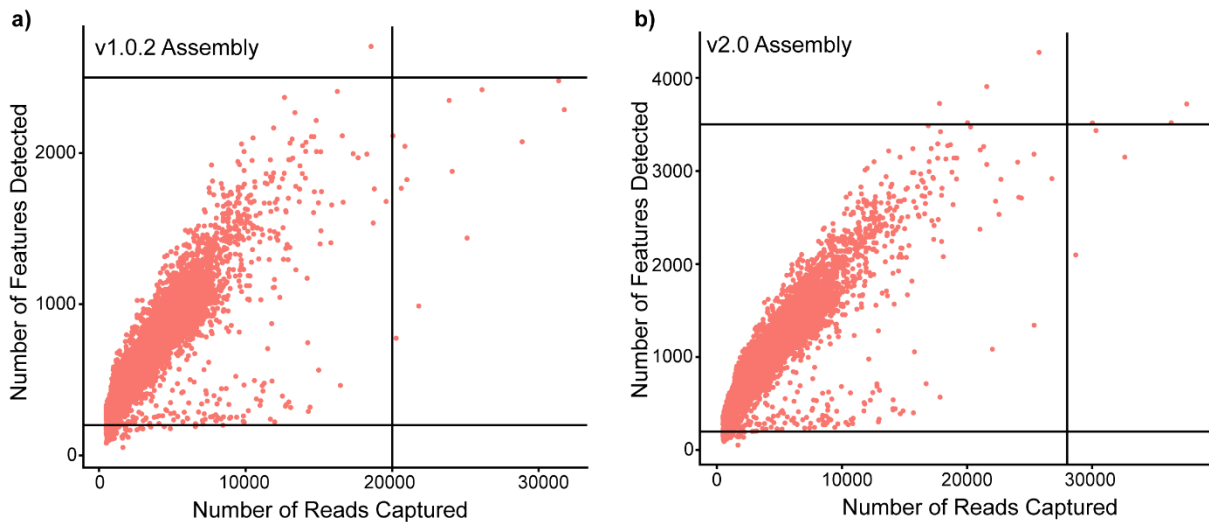 a)
v1.0.2 Assembly
Number of Features Detected
2000
1000
0
0 10000 20000 30000
Number of Reads Captured
b)
v2.0 Assembly
Number of Features Detected
4000
3000
2000
1000
0
0 10000 20000 30000
Number of Reads Captured